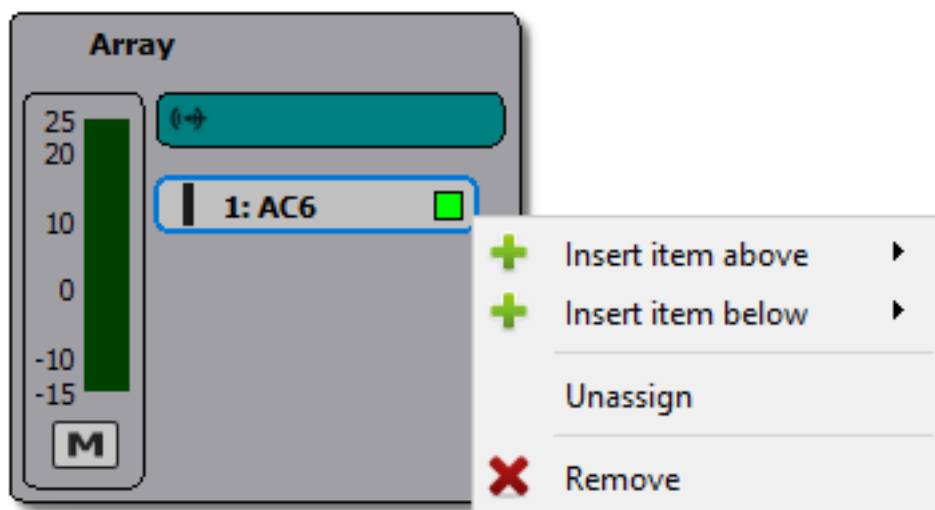 Array
25
20
10
0
-10
-15
M
1: AC6
Insert item above
Insert item below
Unassign
Remove